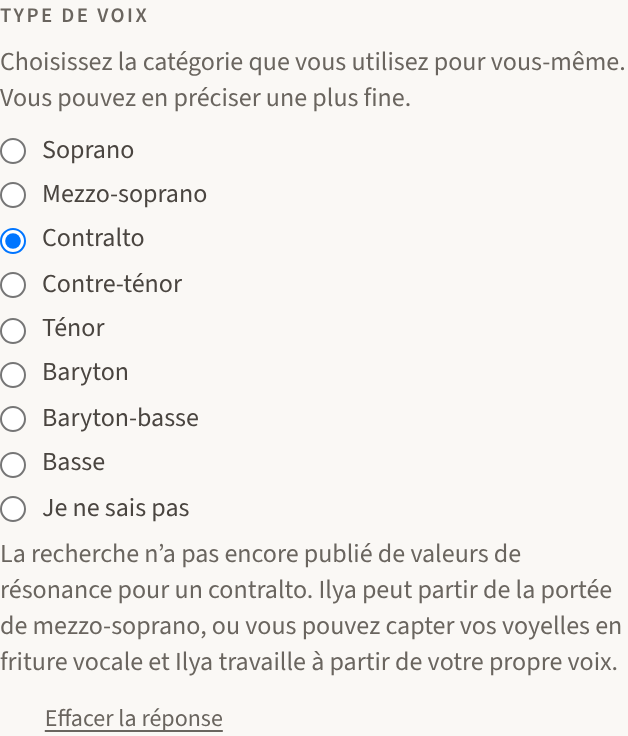 TYPE DE VOIX
Choisissez la catégorie que vous utilisez pour vous-même.
Vous pouvez en préciser une plus fine.
Soprano
Mezzo-soprano
Contralto
Contre-ténor
Ténor
Baryton
Baryton-basse
Basse
Je ne sais pas
La recherche n’a pas encore publié de valeurs de
résonance pour un contralto. Ilya peut partir de la portée
de mezzo-soprano, ou vous pouvez capter vos voyelles en
friture vocale et Ilya travaille à partir de votre propre voix.
Effacer la réponse